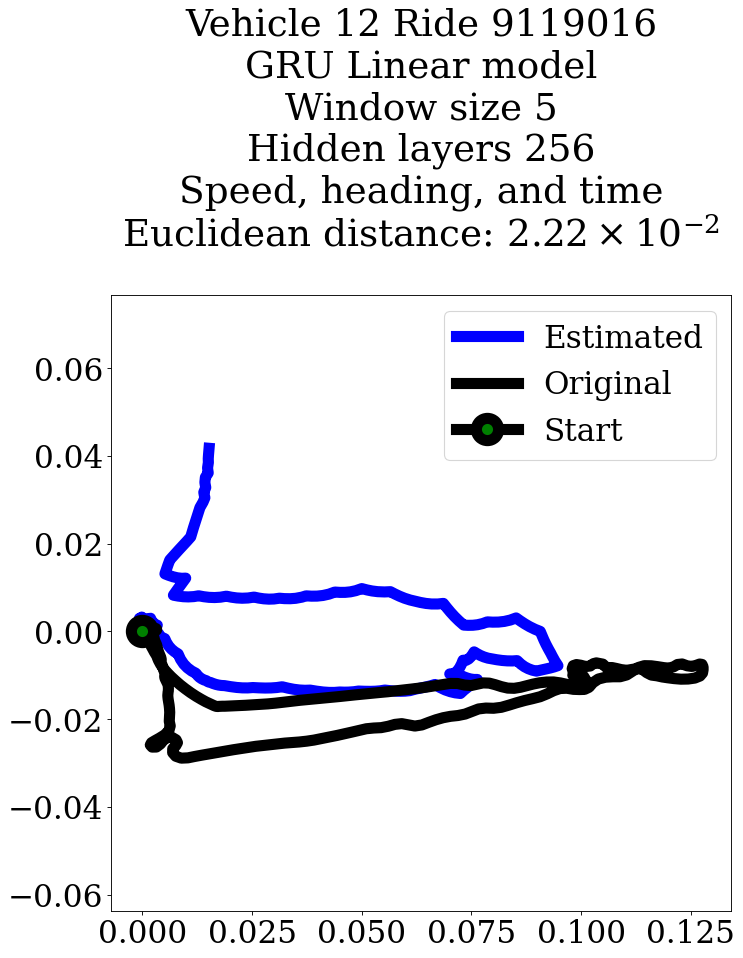 Vehicle 12 Ride 9119016
GRU Linear model
Window size 5
Hidden layers 256
Speed, heading, and time
Euclidean distance: 2.22 × 10⁻²
Estimated
Original
Start
0.06
0.04
0.02
0.00
−0.02
−0.04
−0.06
0.000 0.025 0.050 0.075 0.100 0.125